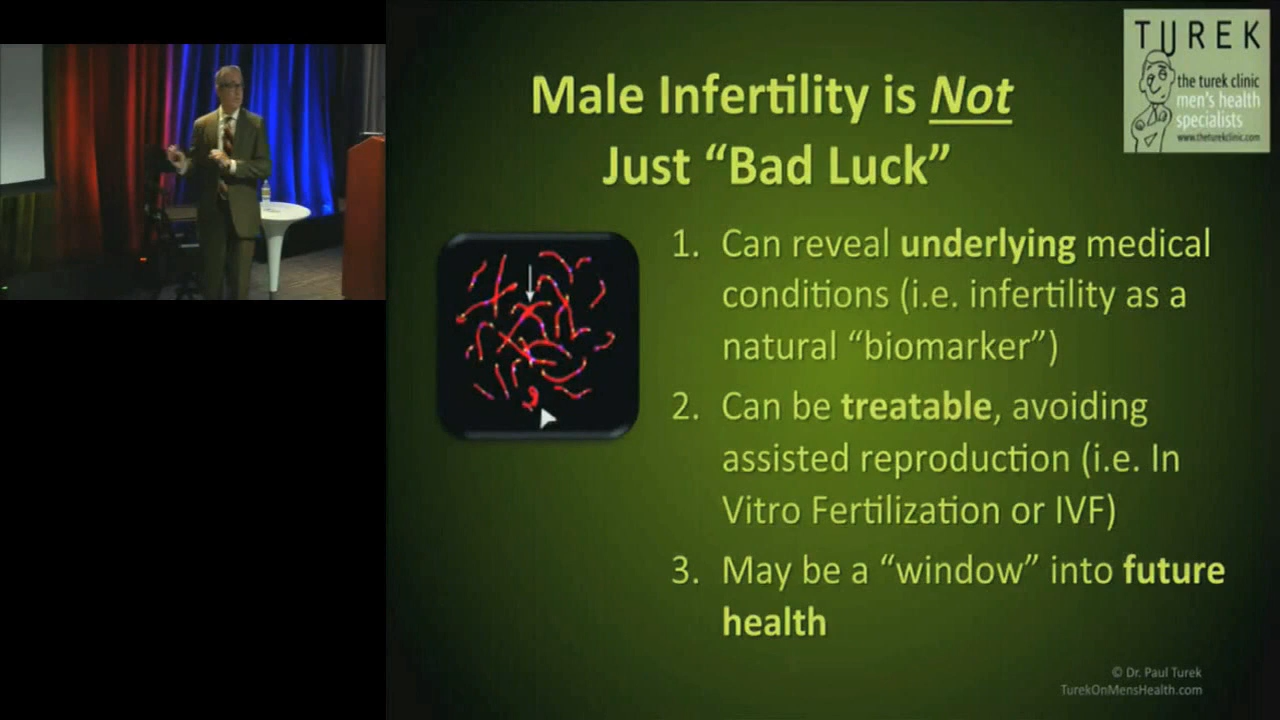 TUREK
the turek clinic
men's health
specialists
www.theturekclinic.com
Male Infertility is Not
Just “Bad Luck”
1. Can reveal underlying medical
conditions (i.e. infertility as a
natural “biomarker”)
2. Can be treatable, avoiding
assisted reproduction (i.e. In
Vitro Fertilization or IVF)
3. May be a “window” into future
health
© Dr. Paul Turek
TurekOnMensHealth.com